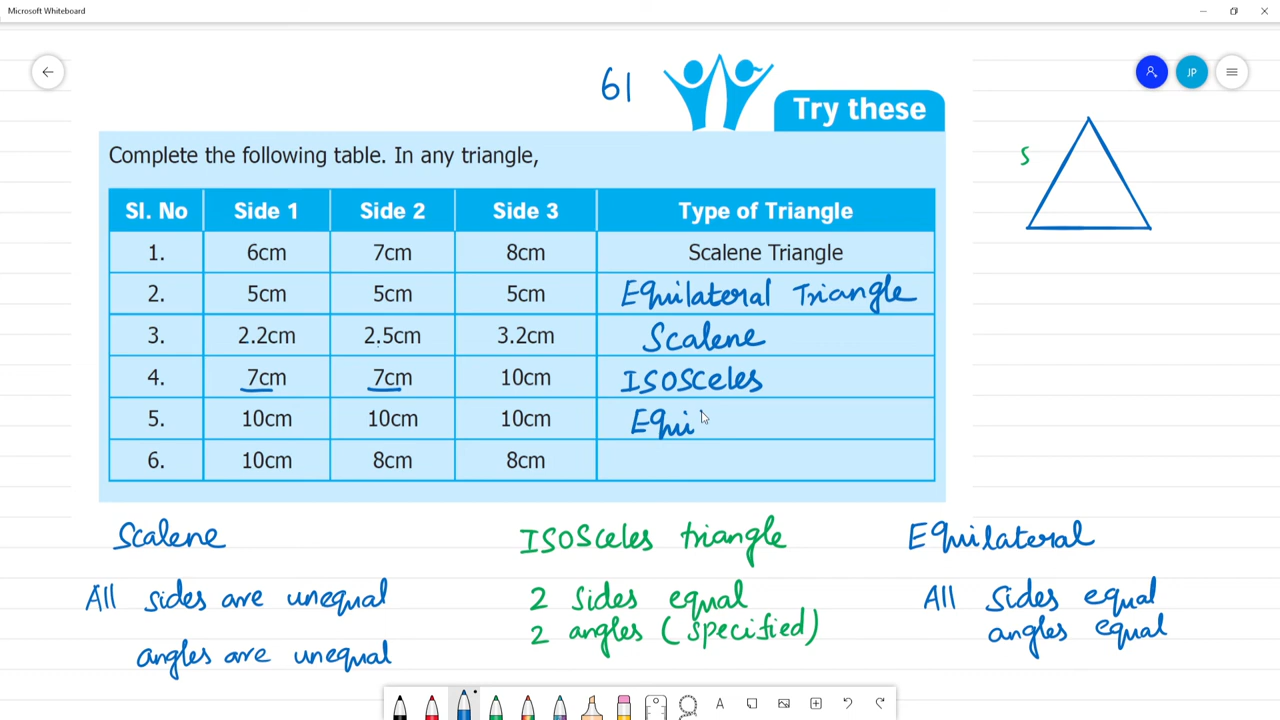 Microsoft Whiteboard
61
Try these
JP
Complete the following table. In any triangle,
S
Sl. No Side 1 Side 2 Side 3 Type of Triangle
1. 6cm 7cm 8cm Scalene Triangle
2. 5cm 5cm 5cm Equilateral Triangle
3. 2.2cm 2.5cm 3.2cm Scalene
4. 7cm 7cm 10cm ISOSceles
5. 10cm 10cm 10cm Equi
6. 10cm 8cm 8cm
Scalene
All sides are unequal
angles are unequal
ISOSceles triangle
2 Sides equal
2 angles (specified)
Equilateral
All Sides equal
angles equal
A